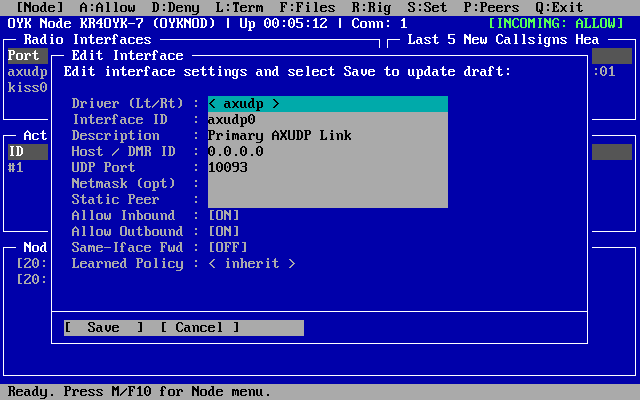 [Node] A:Allow D:Deny L:Term F:Files R:Rig S:Set P:Peers Q:Exit
OYK Node KR4OYK-7 (OYKNOD) | Up 00:05:12 | Conn: 1 [INCOMING: ALLOW]
Radio Interfaces Last 5 New Callsigns Hea
Port
Edit Interface
axudp Edit interface settings and select Save to update draft: :01
kiss0
Driver (Lt/Rt) : < axudp >
Interface ID : axudp0
Act Description : Primary AXUDP Link
ID Host / DMR ID : 0.0.0.0
#1 UDP Port : 10093
Netmask (opt) :
Static Peer :
Allow Inbound : [ON]
Allow Outbound : [ON]
Nod Same-Iface Fwd : [OFF]
[20: Learned Policy : < inherit >
[20:
[ Save ] [ Cancel ]
Ready. Press M/F10 for Node menu.